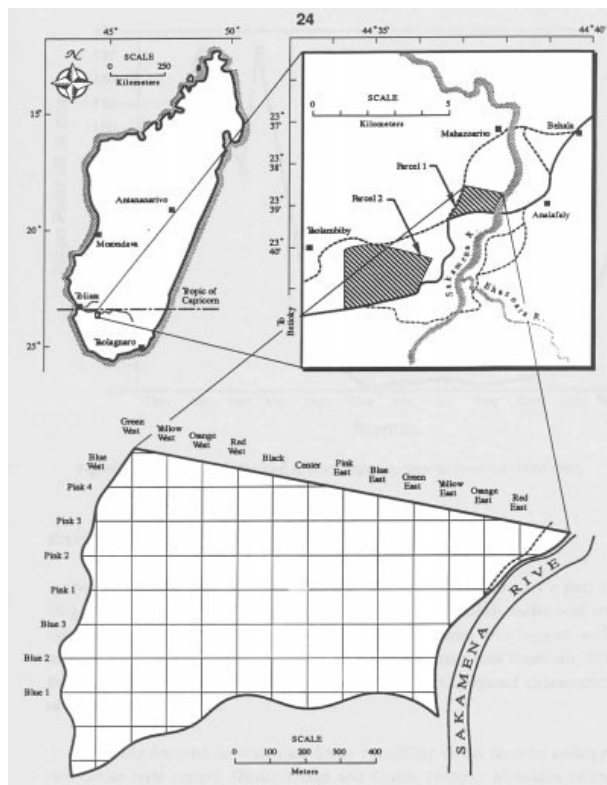 24
45°
50°
44° 35'
44° 40'
N
SCALE
0 250
Kilometers
15°
20°
25°
Antananarivo
Morondava
Toliara
Tropic of
Capricorn
Taolagnaro
SCALE
0 5
Kilometers
23°
37'
23°
38'
23°
39'
23°
40'
Mahazoarivo
Behala
Parcel 1
Parcel 2
Analafaly
Taolambiby
Sakamena R.
To
Betioky
Green
West
Yellow
West
Orange
West
Red
West
Blue
West
Black
Center
Pink
East
Blue
East
Green
East
Yellow
East
Orange
East
Red
East
Pink 4
Pink 3
Pink 2
Pink 1
Blue 3
Blue 2
Blue 1
SAKAMENA RIVE
SCALE
0 100 200 300 400
Meters